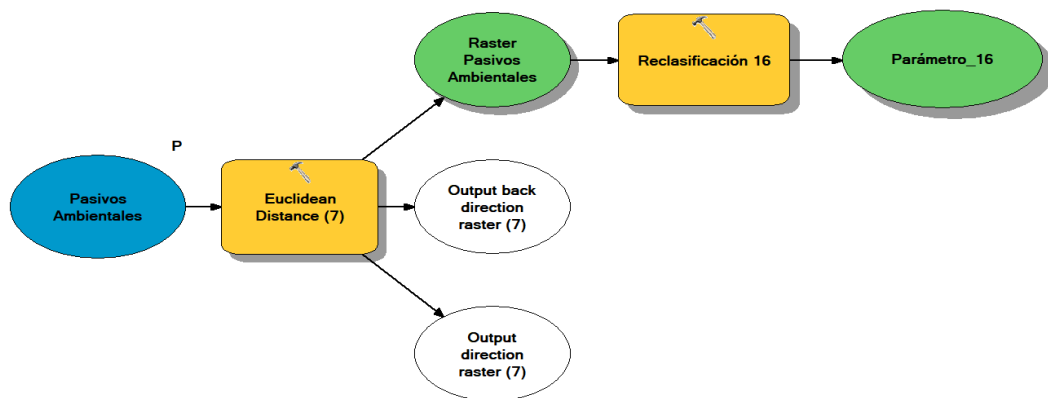 Raster
Pasivos
Ambientales
Reclasificación 16
Parámetro_16
P
Pasivos
Ambientales
Euclidean
Distance (7)
Output back
direction
raster (7)
Output
direction
raster (7)